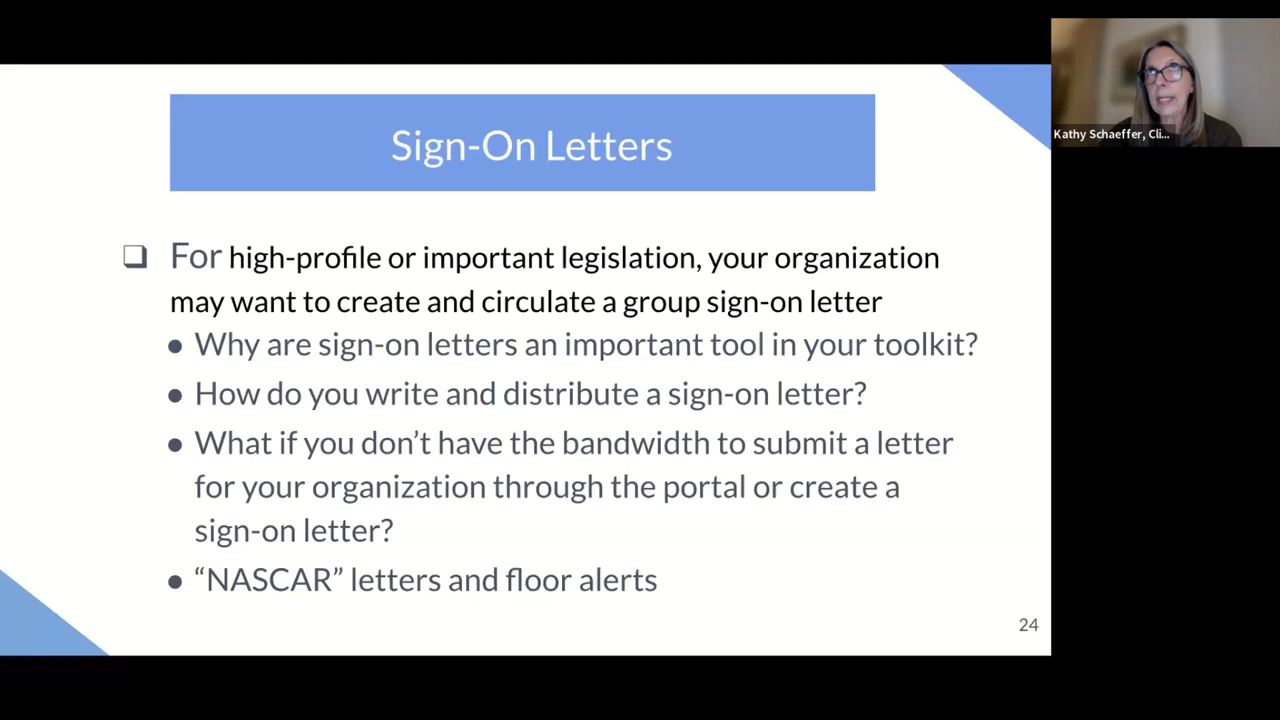 Sign-On Letters
❑ For high-profile or important legislation, your organization
may want to create and circulate a group sign-on letter
● Why are sign-on letters an important tool in your toolkit?
● How do you write and distribute a sign-on letter?
● What if you don’t have the bandwidth to submit a letter
for your organization through the portal or create a
sign-on letter?
● “NASCAR” letters and floor alerts
24
Kathy Schaeffer, Cli...